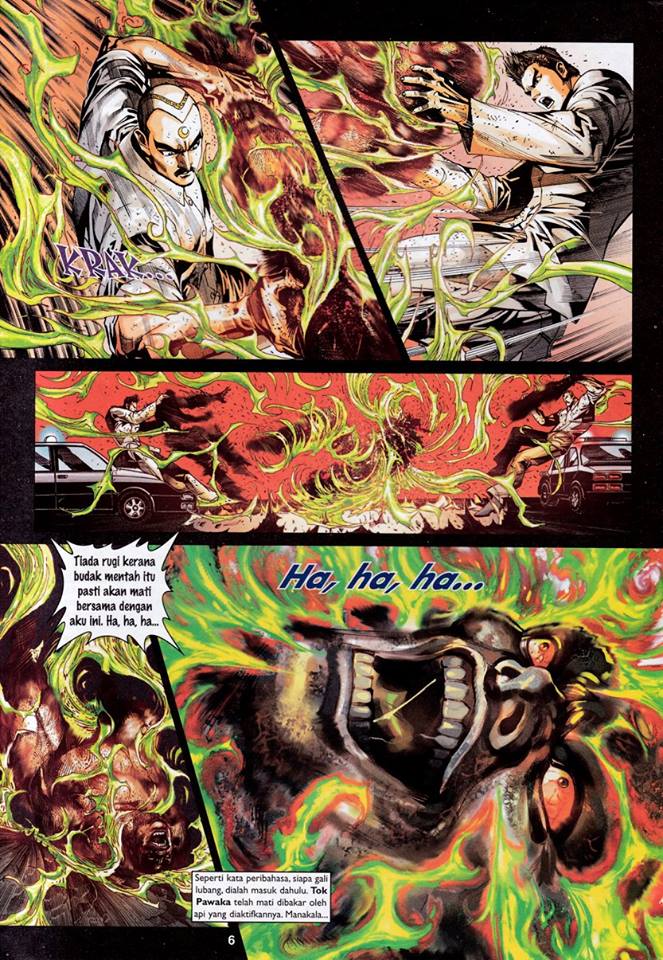 KRAK....
Tiada rugi kerana
budak mentah itu
pasti akan mati
bersama dengan
aku ini. Ha, ha, ha...
Ha, ha, ha...
Seperti kata peribahasa, siapa gali
lubang, dialah masuk dahulu. Tok
Pawaka telah mati dibakar oleh
api yang diaktifkannya. Manakala...
6